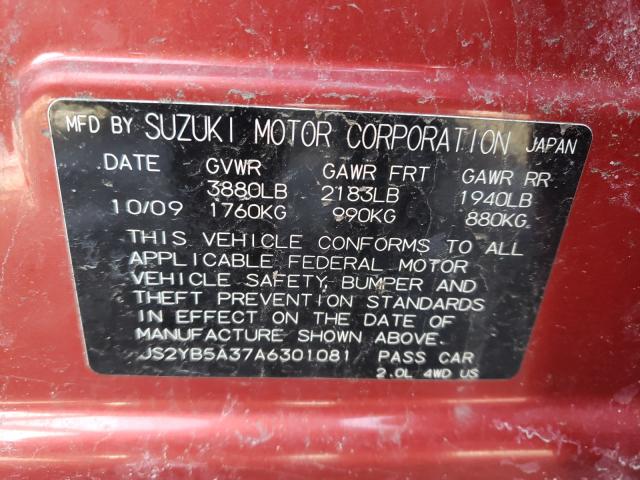 MFD BY SUZUKI MOTOR CORPORATION JAPAN
DATE GVWR GAWR FRT GAWR RR
3880LB 2183LB 1940LB
10/09 1760KG 990KG 880KG
THIS VEHICLE CONFORMS TO ALL
APPLICABLE FEDERAL MOTOR
VEHICLE SAFETY, BUMPER AND
THEFT PREVENTION STANDARDS
IN EFFECT ON THE DATE OF
MANUFACTURE SHOWN ABOVE.
JS2YB5A37A6301081 PASS CAR
2.0L 4WD US